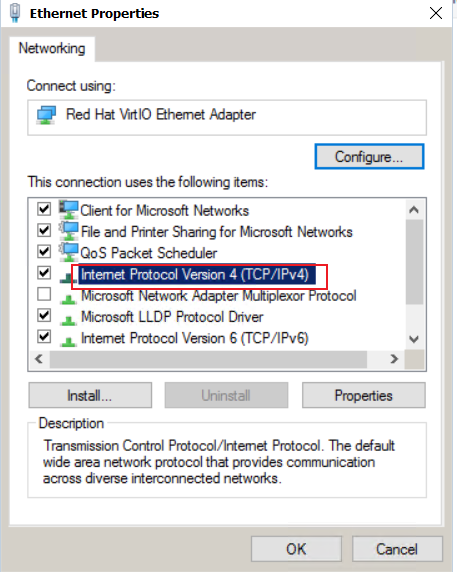 Ethernet Properties
Networking
Connect using:
Red Hat VirtIO Ethernet Adapter
Configure...
This connection uses the following items:
Client for Microsoft Networks
File and Printer Sharing for Microsoft Networks
QoS Packet Scheduler
Internet Protocol Version 4 (TCP/IPv4)
Microsoft Network Adapter Multiplexor Protocol
Microsoft LLDP Protocol Driver
Internet Protocol Version 6 (TCP/IPv6)
Install...
Uninstall
Properties
Description
Transmission Control Protocol/Internet Protocol. The default
wide area network protocol that provides communication
across diverse interconnected networks.
OK
Cancel